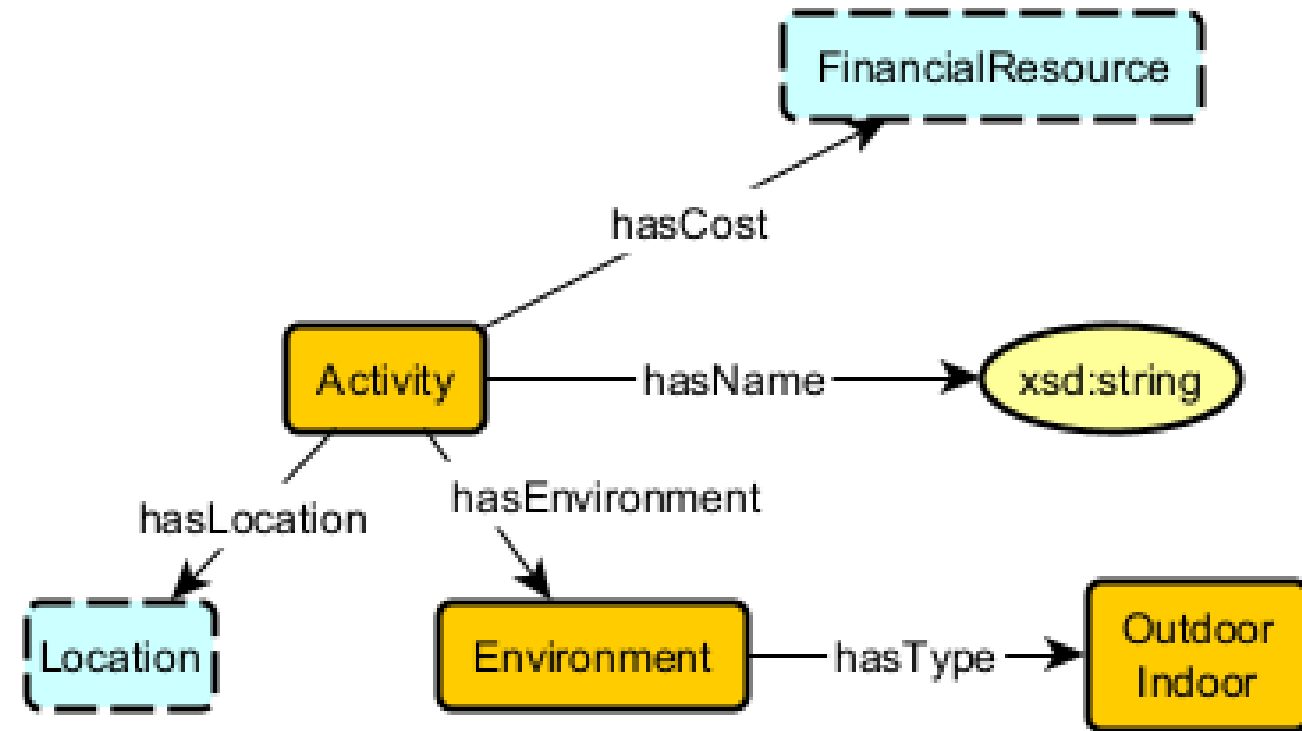 FinancialResource
hasCost
Activity
hasName
xsd:string
hasLocation
hasEnvironment
Location
Environment
hasType
Outdoor
Indoor